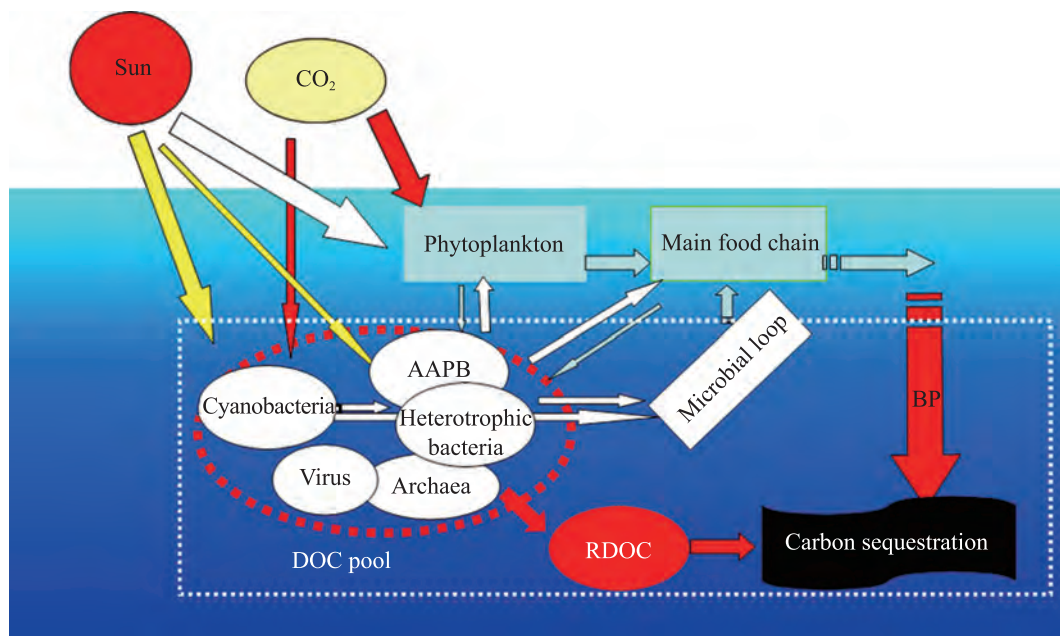 Sun
CO₂
Phytoplankton
Main food chain
AAPB
Cyanobacteria
Heterotrophic
bacteria
Microbial loop
BP
Virus
Archaea
DOC pool
RDOC
Carbon sequestration